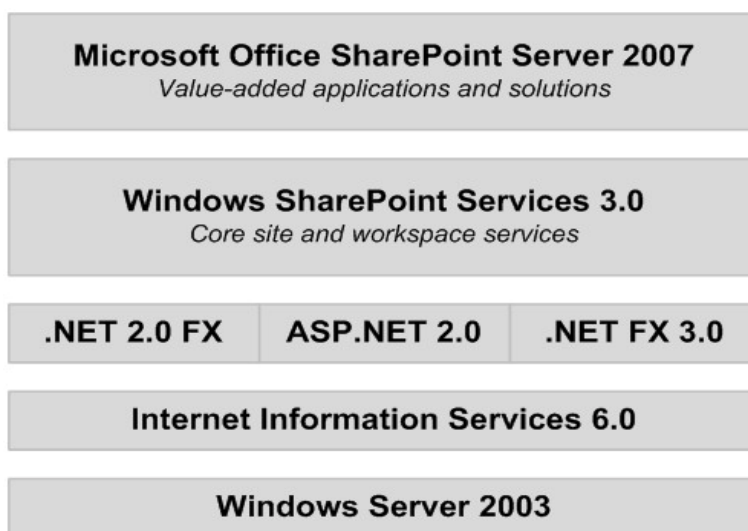 Microsoft Office SharePoint Server 2007
Value-added applications and solutions
Windows SharePoint Services 3.0
Core site and workspace services
.NET 2.0 FX
ASP.NET 2.0
.NET FX 3.0
Internet Information Services 6.0
Windows Server 2003